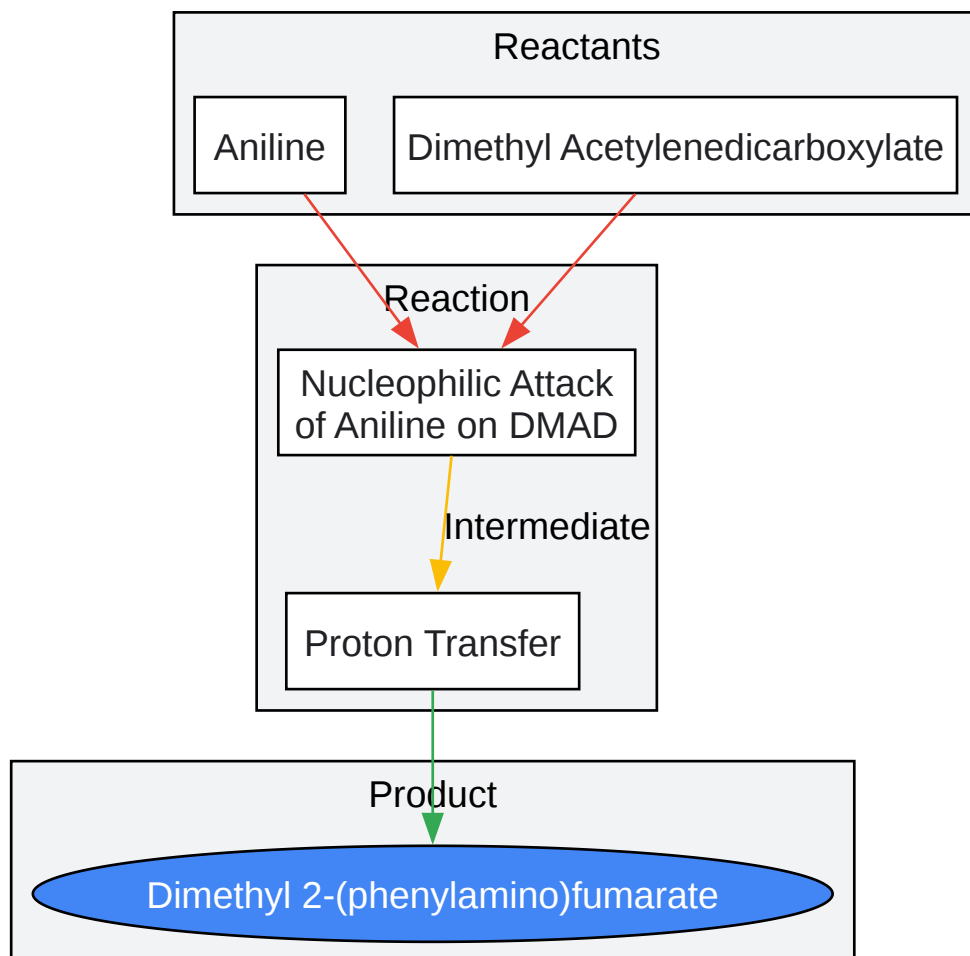 Reactants
Aniline
Dimethyl Acetylenedicarboxylate
Reaction
Nucleophilic Attack
of Aniline on DMAD
Intermediate
Proton Transfer
Product
Dimethyl 2-(phenylamino)fumarate